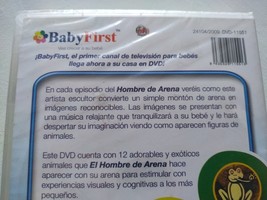 BabyFirst
¡BabyFirst, el primer canal de televisión para bebés
llega ahora a su casa en DVD!
En cada episodio del Hombre de Arena veréis como este
artista escultor convierte un simple montón de arena en
miles de imágenes. Las imágenes se presentan con
una música relajante que tranquilizará a su bebé y le hará
despertar su imaginación viendo como aparecen figuras de
animales.
Este DVD cuenta con 12 adorables y exóticos
animales que El Hombre de Arena hace
aparecer con su arena para estimular con
experiencias visuales y cognitivas a los más